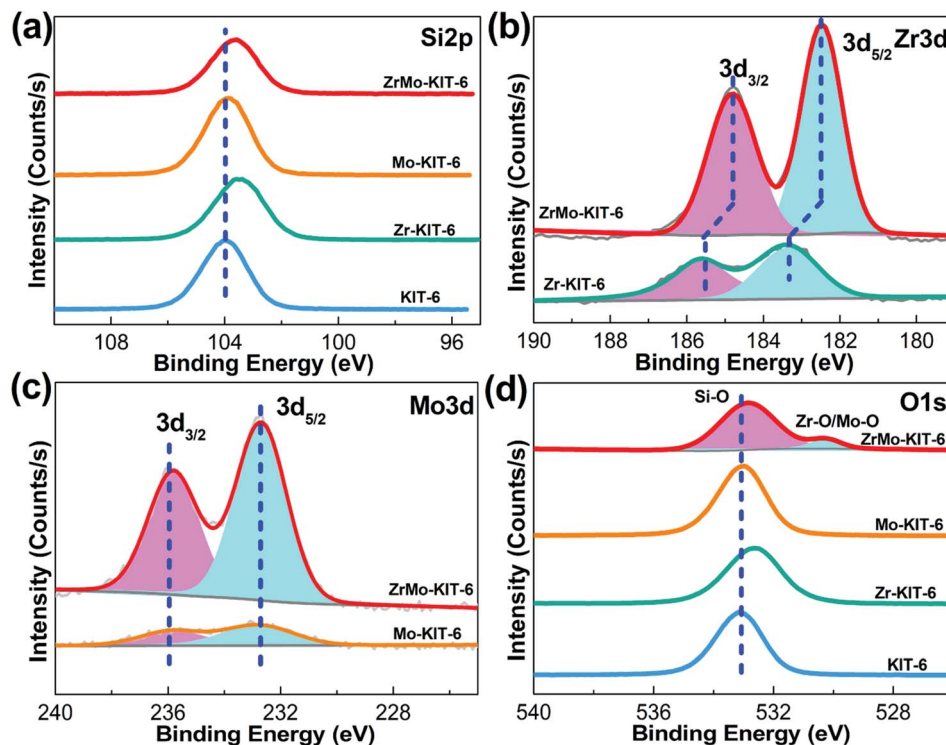 (a)
Si2p
ZrMo-KIT-6
Mo-KIT-6
Zr-KIT-6
KIT-6
Intensity (Counts/s)
108 104 100 96
Binding Energy (eV)
(b)
Zr3d
3d3/2
3d5/2
ZrMo-KIT-6
Zr-KIT-6
Intensity (Counts/s)
190 188 186 184 182 180
Binding Energy (eV)
(c)
Mo3d
3d3/2
3d5/2
ZrMo-KIT-6
Mo-KIT-6
Intensity (Counts/s)
240 236 232 228
Binding Energy (eV)
(d)
O1s
Si-O
Zr-O/Mo-O
ZrMo-KIT-6
Mo-KIT-6
Zr-KIT-6
KIT-6
Intensity (Counts/s)
540 536 532 528
Binding Energy (eV)